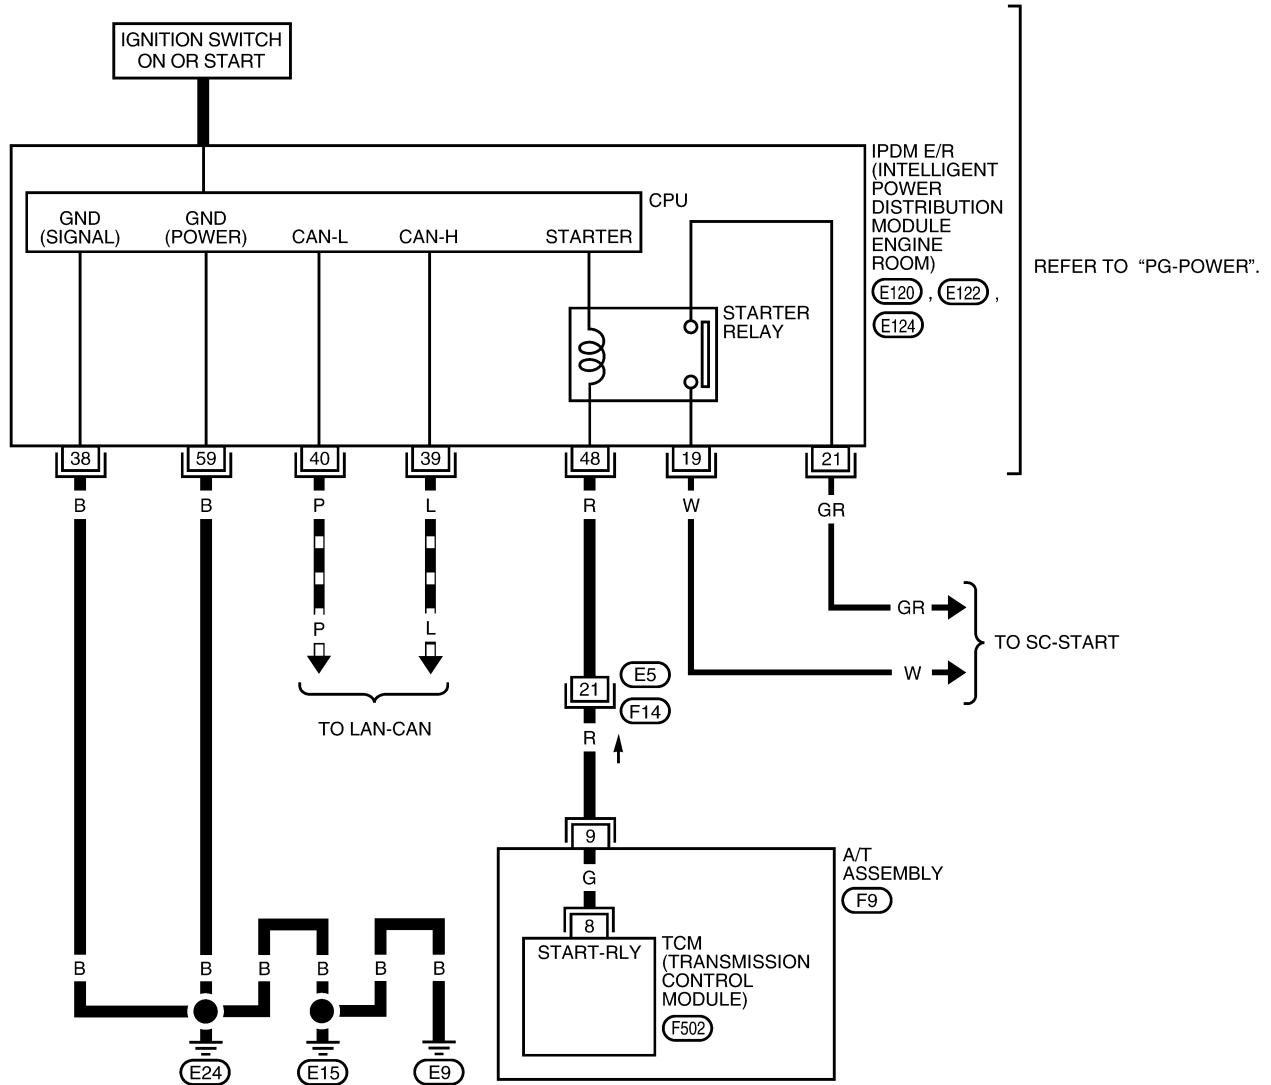 IGNITION SWITCH
ON OR START
IPDM E/R
(INTELLIGENT
POWER
DISTRIBUTION
MODULE
ENGINE
ROOM)
E120 , E122 ,
E124
REFER TO "PG-POWER".
CPU
GND
(SIGNAL)
GND
(POWER)
CAN-L
CAN-H
STARTER
STARTER
RELAY
38
59
40
39
48
19
21
B
B
P
L
R
W
GR
P
L
GR
W
TO SC-START
TO LAN-CAN
21
E5
F14
R
9
A/T
ASSEMBLY
F9
G
8
START-RLY
TCM
(TRANSMISSION
CONTROL
MODULE)
F502
B
B
B
B
B
B
E24
E15
E9